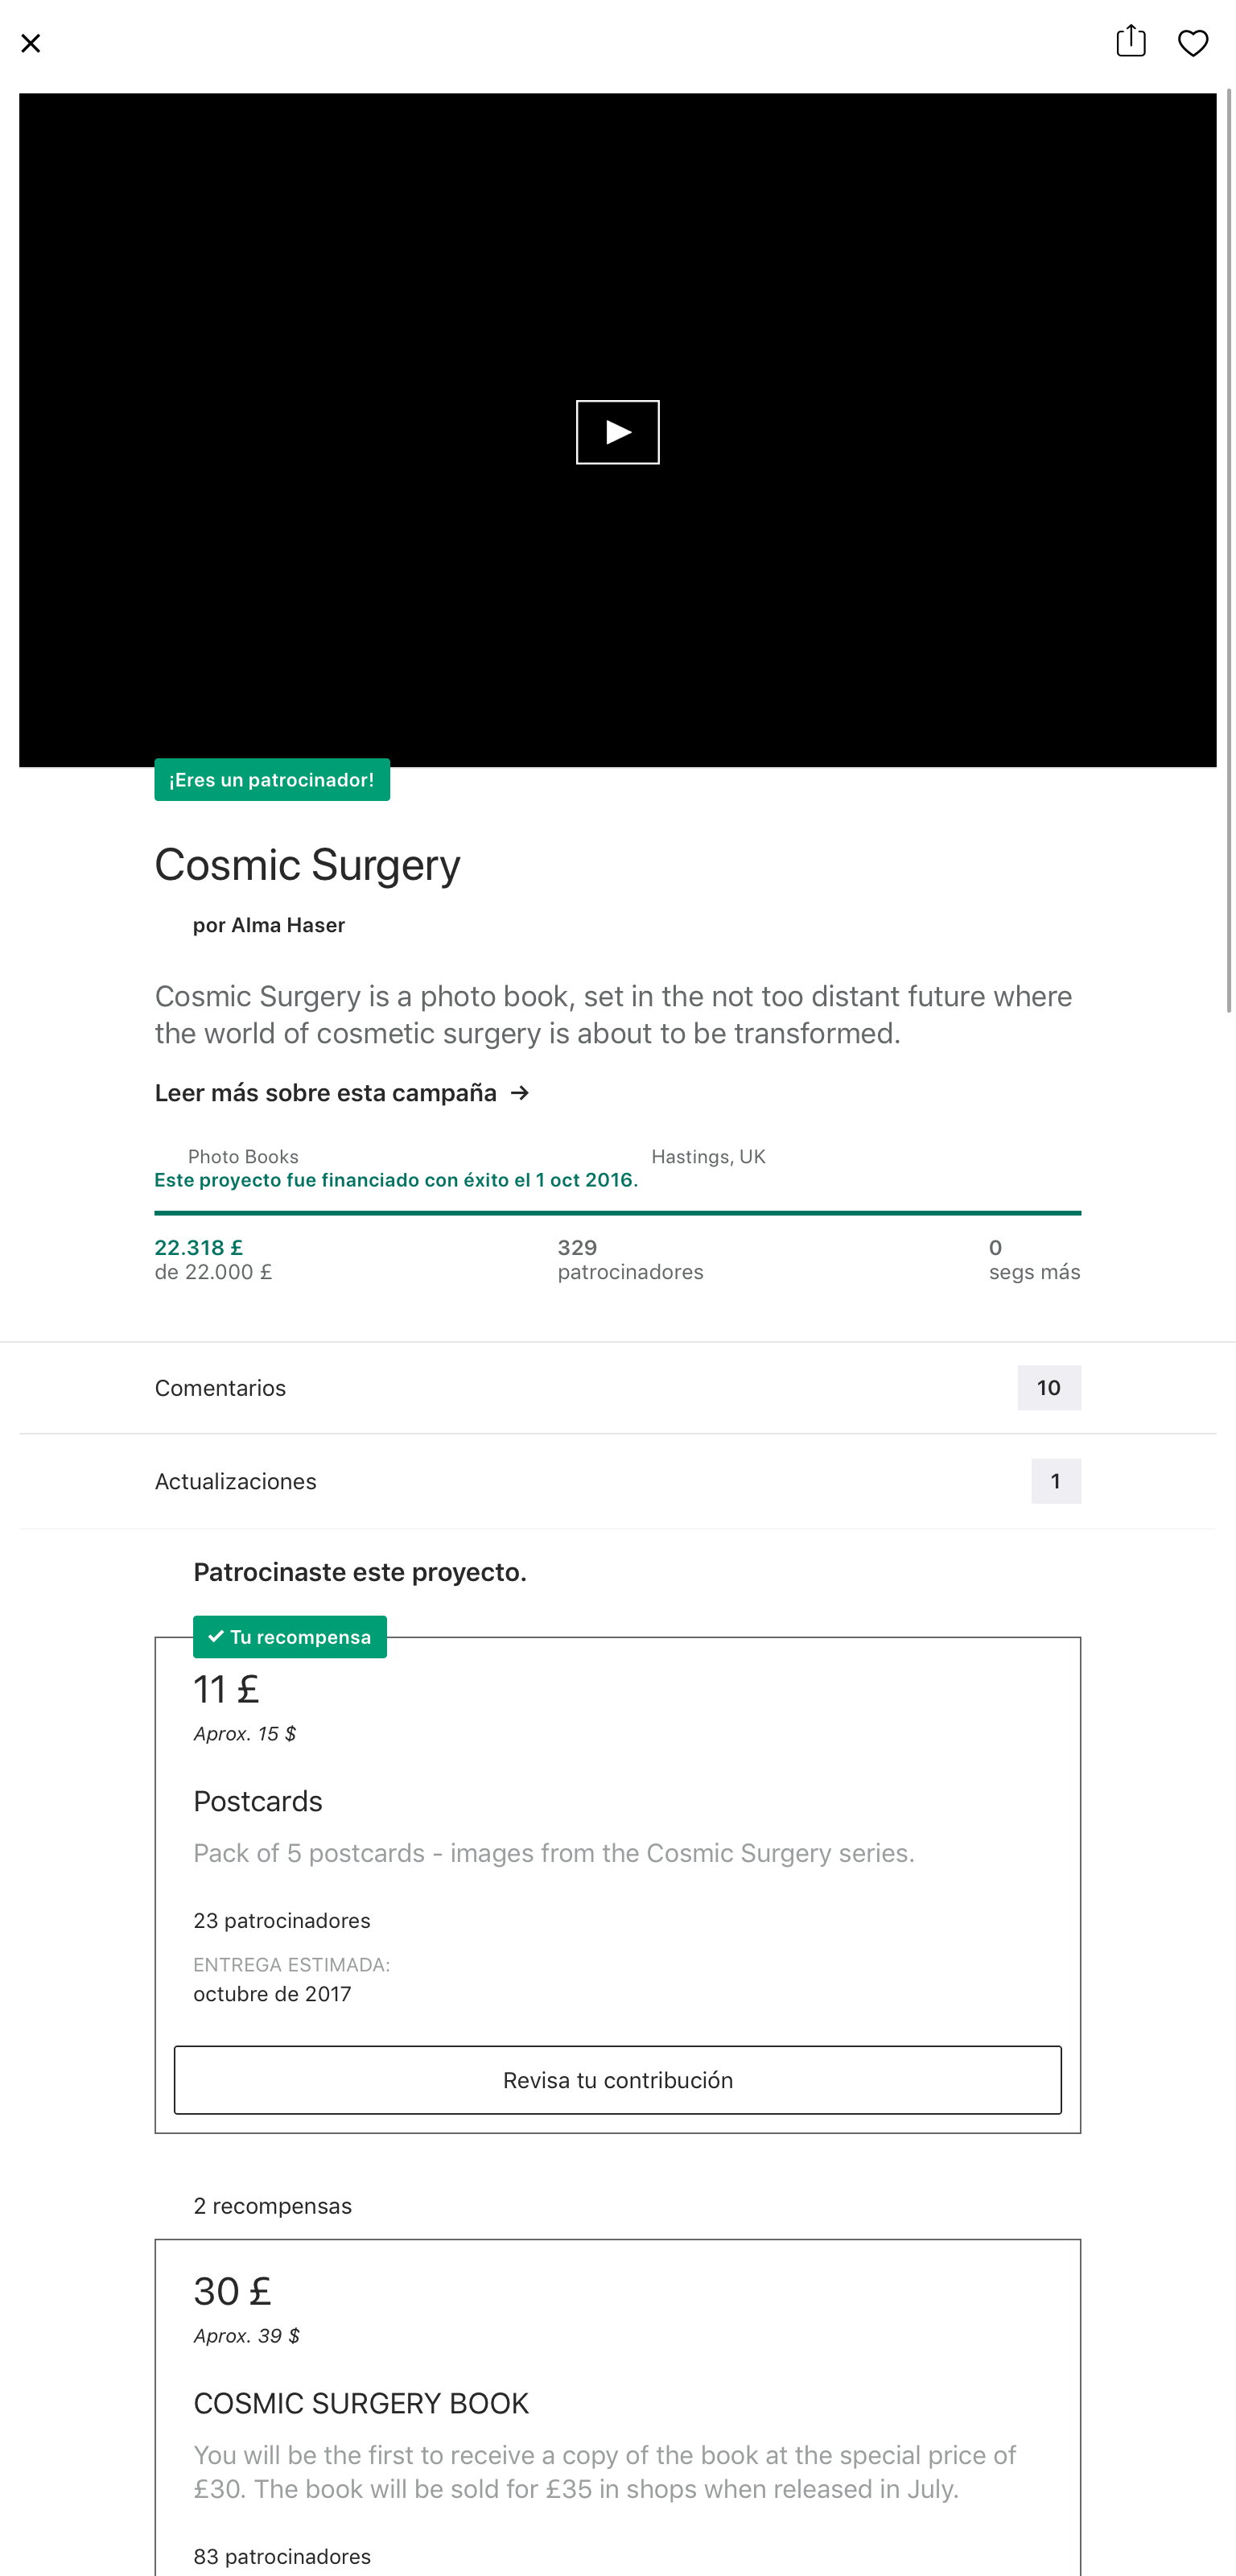 ¡Eres un patrocinador!
Cosmic Surgery
por Alma Haser
Cosmic Surgery is a photo book, set in the not too distant future where
the world of cosmetic surgery is about to be transformed.
Leer más sobre esta campaña →
Photo Books
Hastings, UK
Este proyecto fue financiado con éxito el 1 oct 2016.
22.318 £
de 22.000 £
329
patrocinadores
0
segs más
Comentarios
10
Actualizaciones
1
Patrocinaste este proyecto.
✓ Tu recompensa
11 £
Aprox. 15 $
Postcards
Pack of 5 postcards - images from the Cosmic Surgery series.
23 patrocinadores
ENTREGA ESTIMADA:
octubre de 2017
Revisa tu contribución
2 recompensas
30 £
Aprox. 39 $
COSMIC SURGERY BOOK
You will be the first to receive a copy of the book at the special price of
£30. The book will be sold for £35 in shops when released in July.
83 patrocinadores